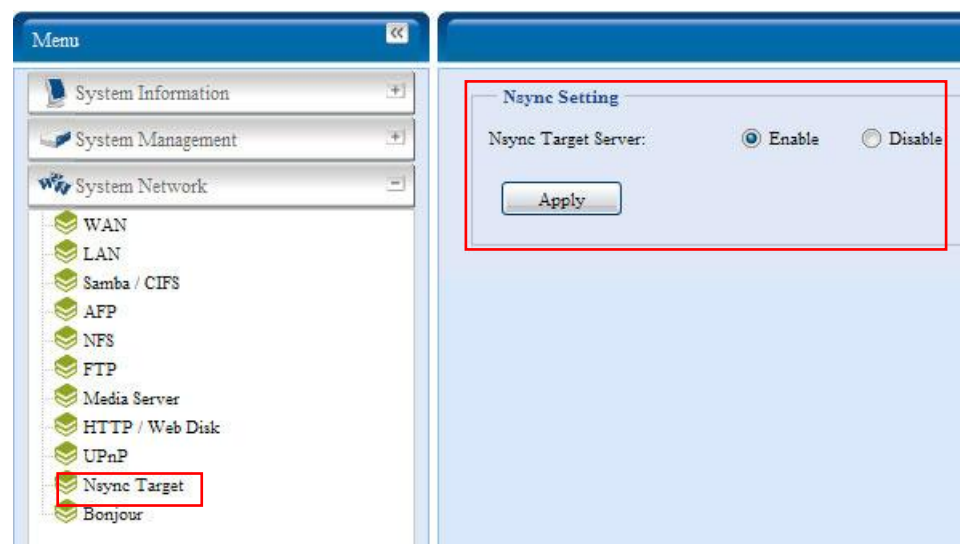 Menu
System Information
System Management
System Network
WAN
LAN
Samba / CIFS
AFP
NFS
FTP
Media Server
HTTP / Web Disk
UPnP
Nsync Target
Bonjour
Nsync Setting
Nsync Target Server: Enable Disable
Apply